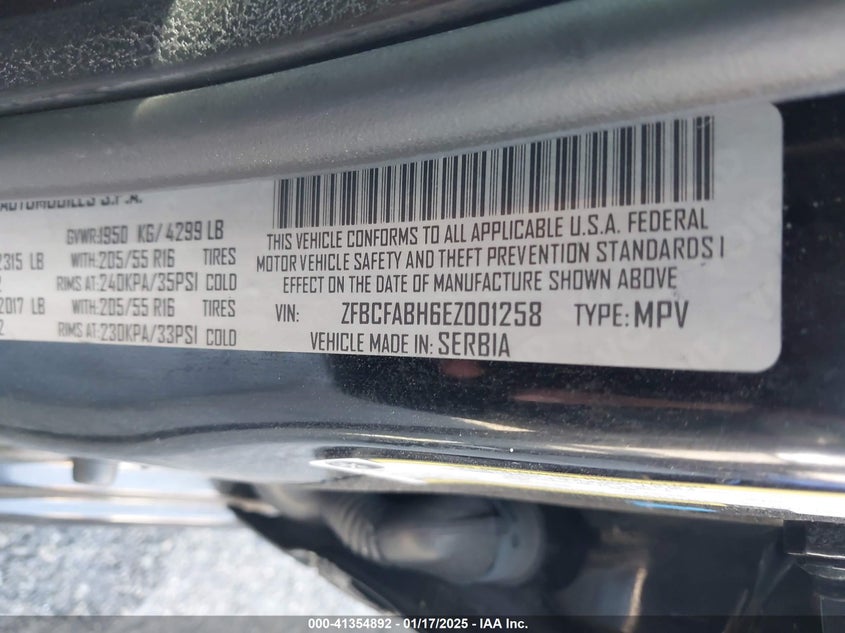 AUTOMOBILES S.P.A.
GVWR:1950 KG/ 4299 LB
2315 LB WITH:205/55 R16 TIRES
RIMS AT:240KPA/35PSI COLD
2017 LB WITH:205/55 R16 TIRES
RIMS AT:230KPA/33PSI COLD
THIS VEHICLE CONFORMS TO ALL APPLICABLE U.S.A. FEDERAL
MOTOR VEHICLE SAFETY AND THEFT PREVENTION STANDARDS I
EFFECT ON THE DATE OF MANUFACTURE SHOWN ABOVE
VIN: ZFBCFABH6EZ001258 TYPE: MPV
VEHICLE MADE IN: SERBIA
000-41354892 - 01/17/2025 - IAA Inc.